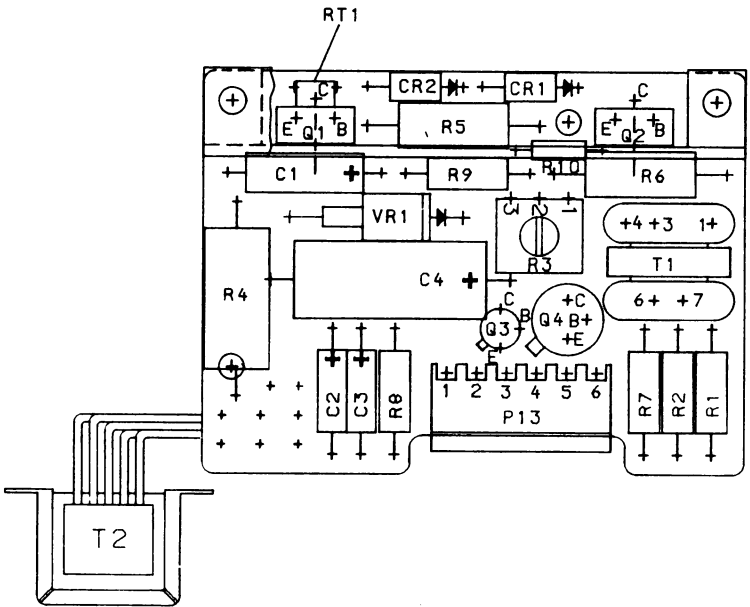 RT1
C CR2 CR1 C
E Q1 B R5 E Q2 B
R10
C1 R9 R6
VR1 3 2 1 +4 +3 1+
R3 T1
R4 C4
C 6+ +7
B C
Q3 Q4 B+
E
E
1 2 3 4 5 6
C2 C3 R8 P13 R7 R2 R1
T2